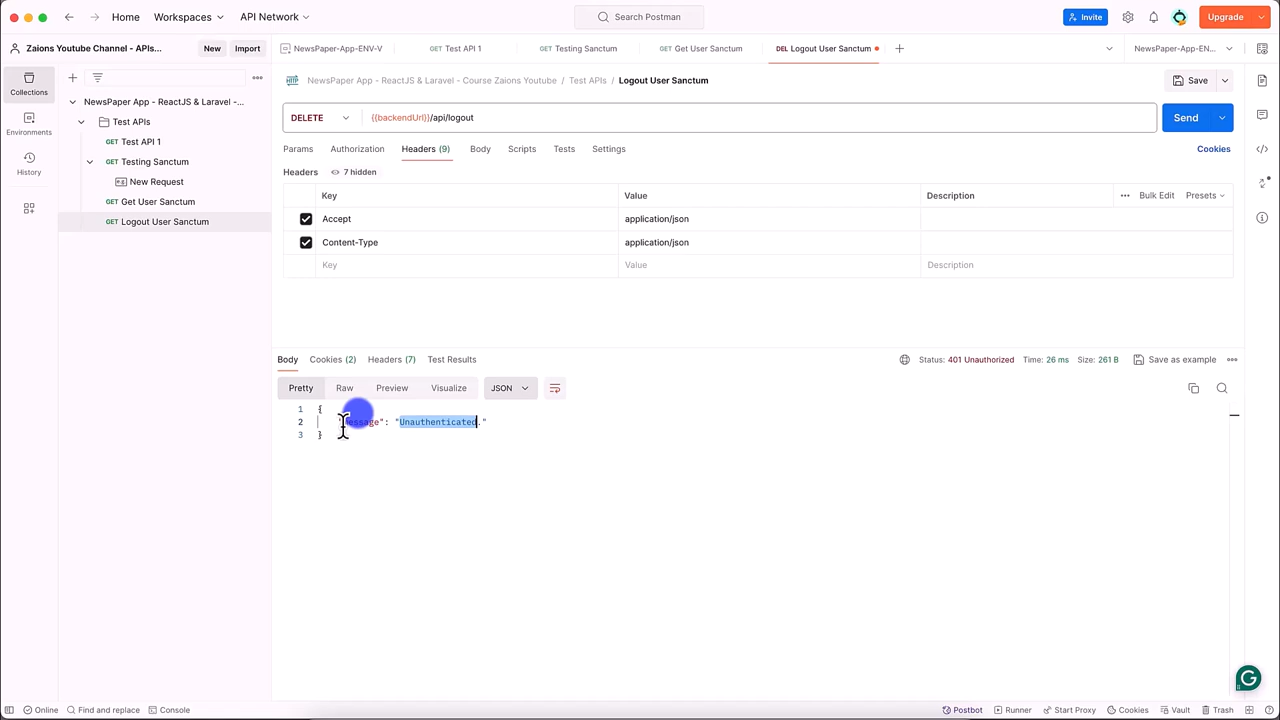 Home
Workspaces
API Network
Search Postman
Invite
Upgrade
Zaions Youtube Channel - APIs...
New
Import
NewsPaper-App-ENV-V
Test API 1
Testing Sanctum
Get User Sanctum
DEL Logout User Sanctum
NewsPaper-App-EN...
Collections
Environments
History
NewsPaper App - ReactJS & Laravel -...
Test APIs
GET Test API 1
GET Testing Sanctum
New Request
GET Get User Sanctum
GET Logout User Sanctum
HTTP NewsPaper App - ReactJS & Laravel - Course Zaions Youtube / Test APIs / Logout User Sanctum
Save
DELETE {{backendUrl}}/api/logout
Send
Params Authorization Headers (9) Body Scripts Tests Settings
Cookies
Headers 7 hidden
Key Value Description Bulk Edit Presets
Accept application/json
Content-Type application/json
Key Value Description
Body Cookies (2) Headers (7) Test Results
Status: 401 Unauthorized Time: 26 ms Size: 261 B Save as example
Pretty Raw Preview Visualize JSON
1 {
2 "message": "Unauthenticated."
3 }
Online Find and replace Console
Postbot Runner Start Proxy Cookies Vault Trash